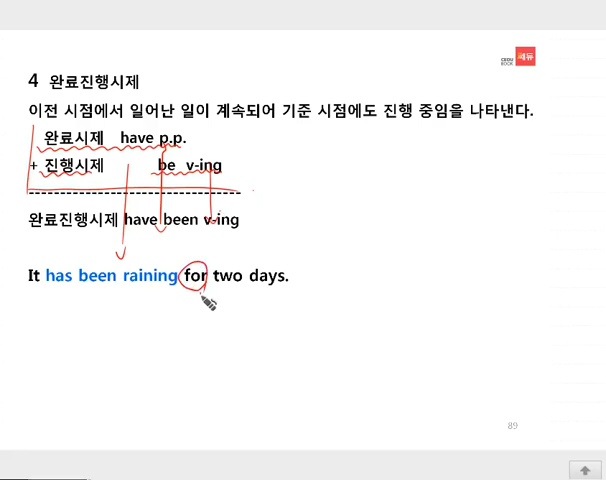 쎄듀
4 완료진행시제
이전 시점에서 일어난 일이 계속되어 기준 시점에도 진행 중임을 나타낸다.
완료시제 have p.p.
+ 진행시제 be v-ing
완료진행시제 have been v-ing
It has been raining for two days.
89